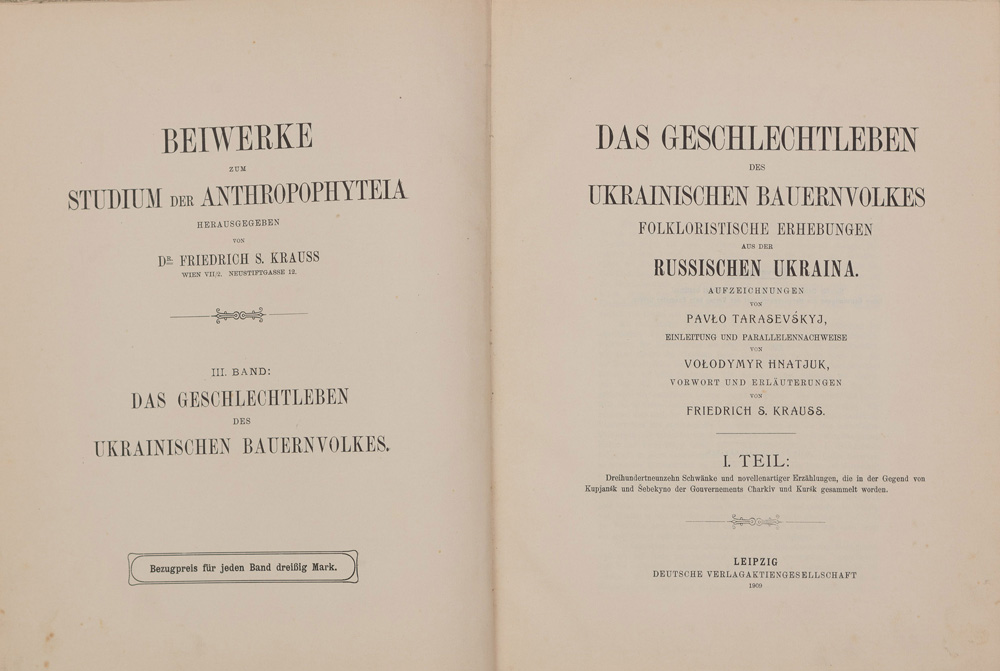 BEIWERKE
ZUM
STUDIUM DER ANTHROPOPHYTEIA
HERAUSGEGEBEN
VON
DR. FRIEDRICH S. KRAUSS
WIEN VII/2. NEUSTIFTGASSE 12.
III. BAND:
DAS GESCHLECHTLEBEN
DES
UKRAINISCHEN BAUERNVOLKES.
Bezugpreis für jeden Band dreißig Mark.
DAS GESCHLECHTLEBEN
DES
UKRAINISCHEN BAUERNVOLKES
FOLKLORISTISCHE ERHEBUNGEN
AUS DER
RUSSISCHEN UKRAINA.
AUFZEICHNUNGEN
VON
PAVŁO TARASEVŚKYJ,
EINLEITUNG UND PARALLELENNACHWEISE
VON
VOŁODYMYR HNATJUK,
VORWORT UND ERLÄUTERUNGEN
VON
FRIEDRICH S. KRAUSS.
I. TEIL:
Dreihundertneunzehn Schwänke und novellenartiger Erzählungen, die in der Gegend von
Kupjanśk und Šebekyno der Gouvernements Charkiv und Kurśk gesammelt worden.
LEIPZIG
DEUTSCHE VERLAGAKTIENGESELLSCHAFT
1909